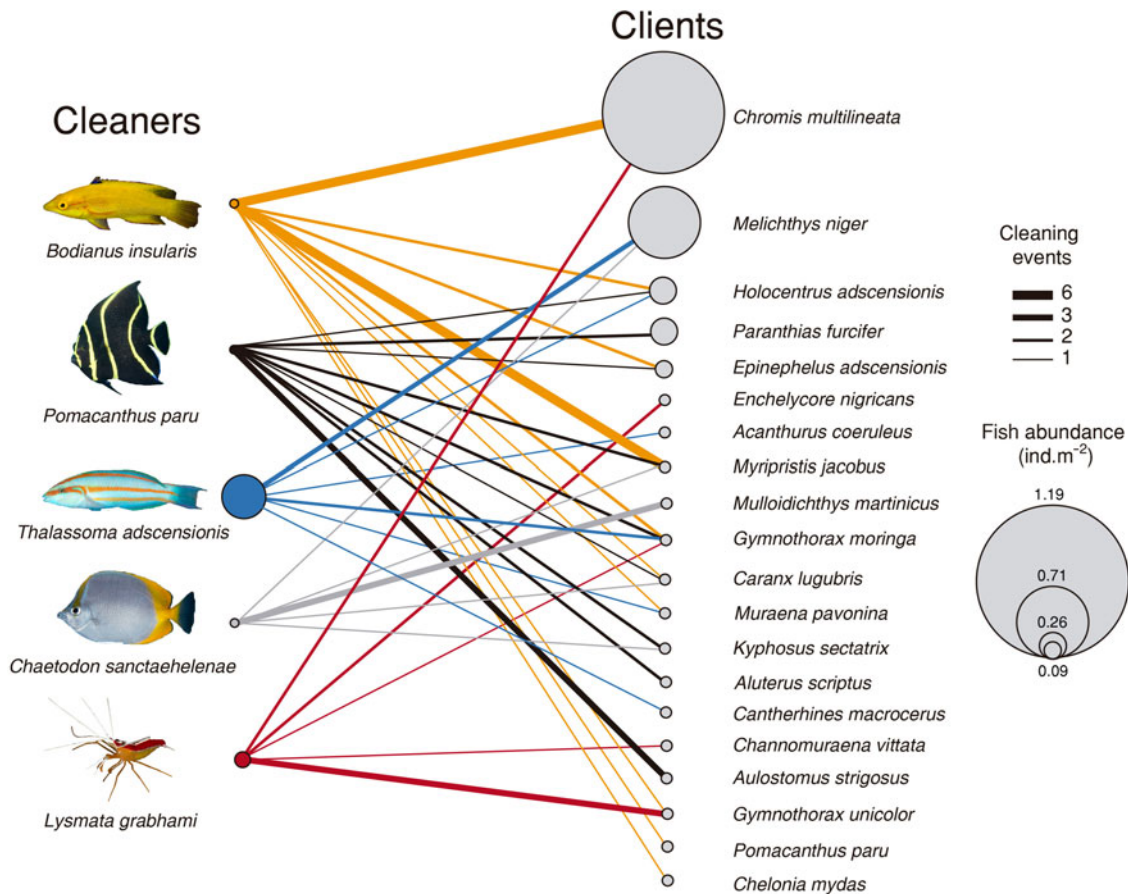 Clients
Cleaners
Bodianus insularis
Pomacanthus paru
Thalassoma adscensionis
Chaetodon sanctaehelenae
Lysmata grabhami
Chromis multilineata
Melichthys niger
Holocentrus adscensionis
Paranthias furcifer
Epinephelus adscensionis
Enchelycore nigricans
Acanthurus coeruleus
Myripristis jacobus
Mulloidichthys martinicus
Gymnothorax moringa
Caranx lugubris
Muraena pavonina
Kyphosus sectatrix
Aluterus scriptus
Cantherhines macrocerus
Channomuraena vittata
Aulostomus strigosus
Gymnothorax unicolor
Pomacanthus paru
Chelonia mydas
Cleaning
events
6
3
2
1
Fish abundance
(ind.m⁻²)
1.19
0.71
0.26
0.09